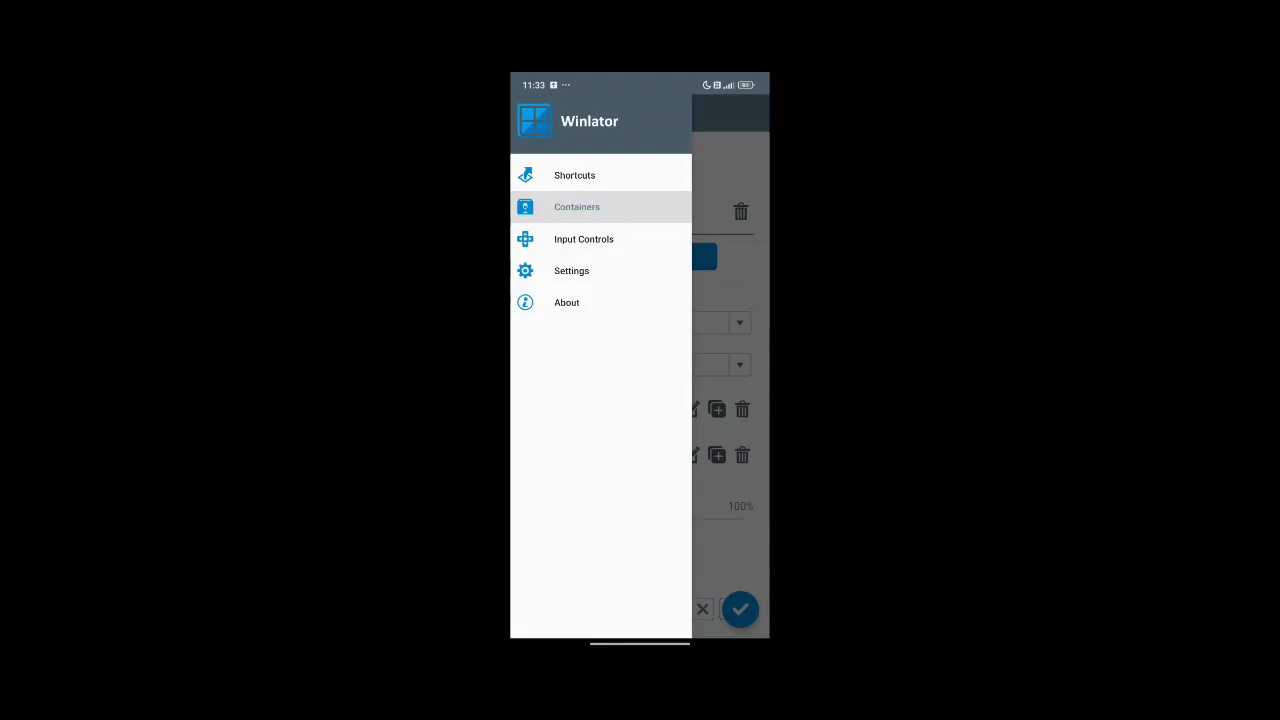 11:33
Winlator
Shortcuts
Containers
Input Controls
Settings
About
100%